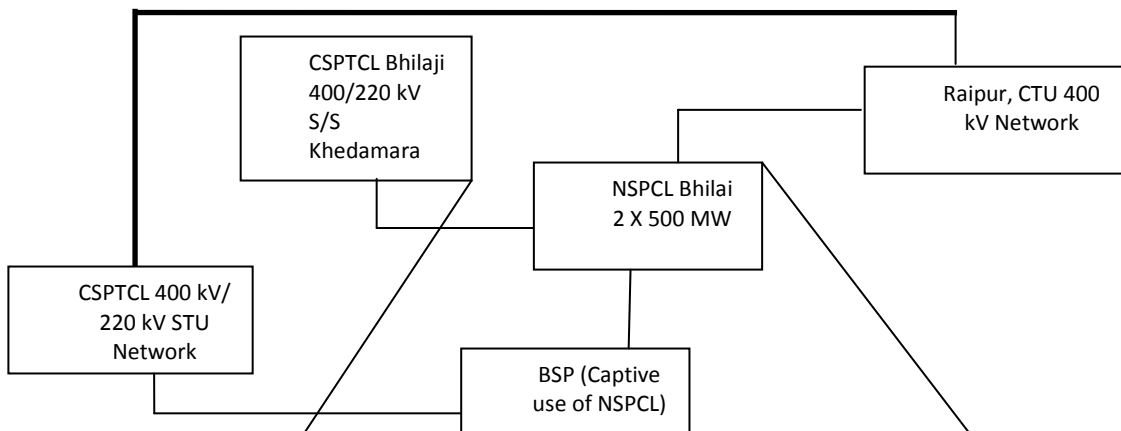 CSPTCL Bhilaji
400/220 kV
S/S
Khedamara
Raipur, CTU 400
kV Network
NSPCL Bhilai
2 X 500 MW
CSPTCL 400 kV/
220 kV STU
Network
BSP (Captive
use of NSPCL)